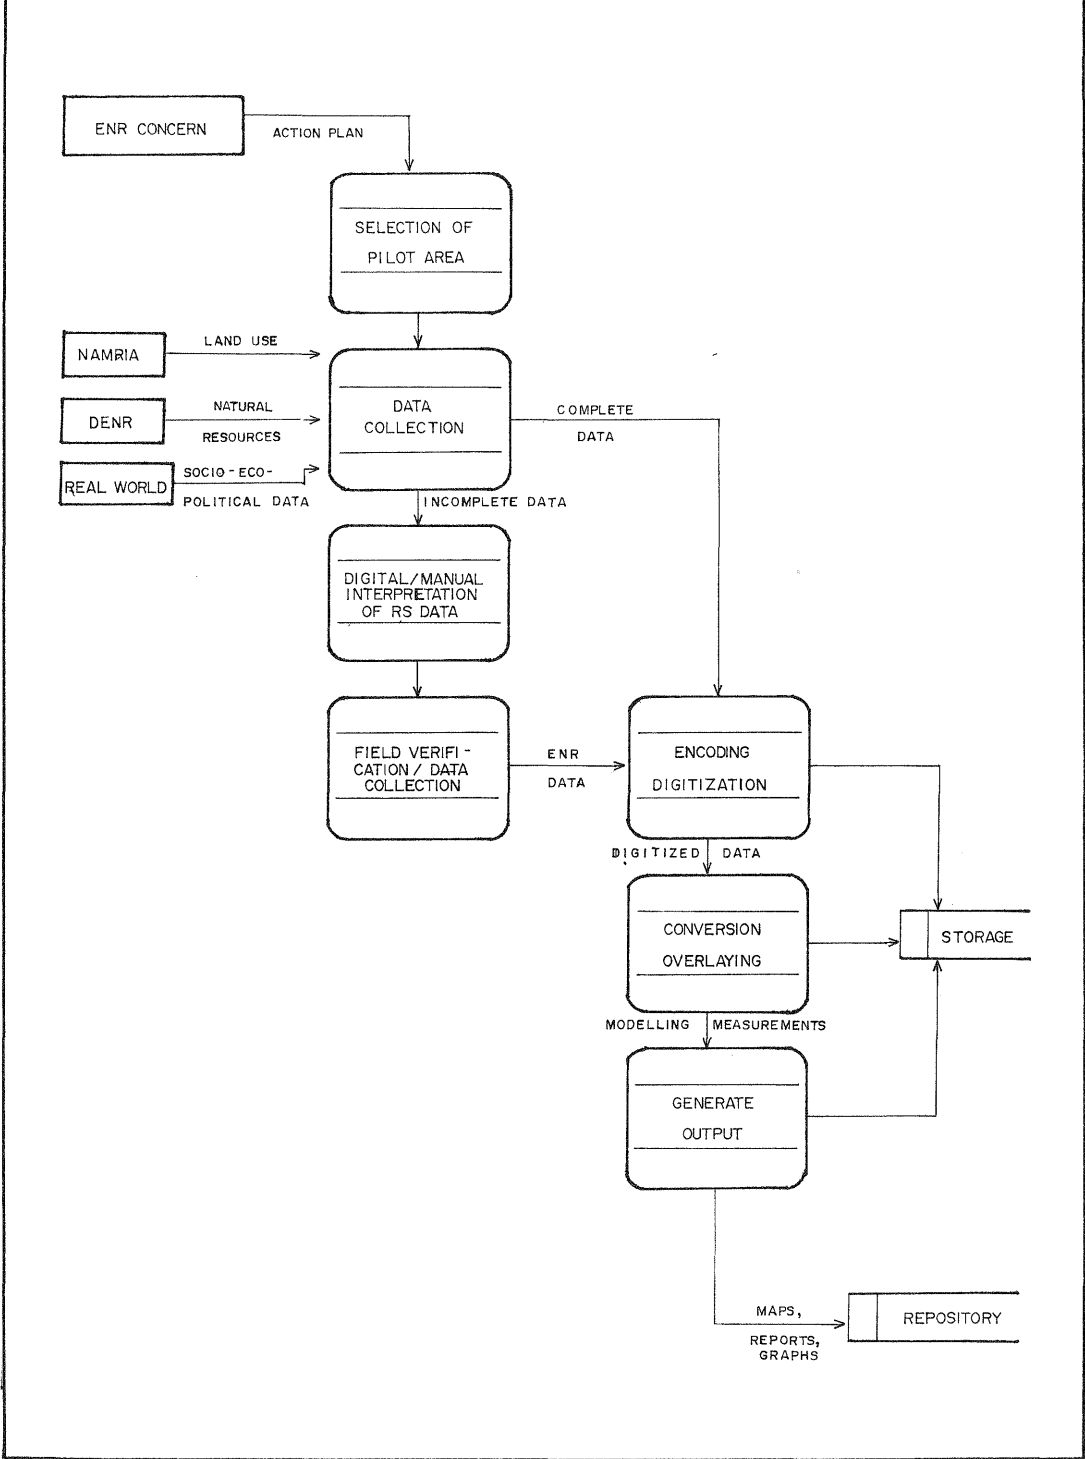 ENR CONCERN
ACTION PLAN
SELECTION OF
PILOT AREA
NAMRIA
LAND USE
DENR
NATURAL
RESOURCES
REAL WORLD
SOCIO-ECO-
POLITICAL DATA
DATA
COLLECTION
COMPLETE
DATA
INCOMPLETE DATA
DIGITAL/MANUAL
INTERPRETATION
OF RS DATA
FIELD VERIFI-
CATION / DATA
COLLECTION
ENR
DATA
ENCODING
DIGITIZATION
DIGITIZED DATA
CONVERSION
OVERLAYING
STORAGE
MODELLING MEASUREMENTS
GENERATE
OUTPUT
MAPS,
REPORTS,
GRAPHS
REPOSITORY